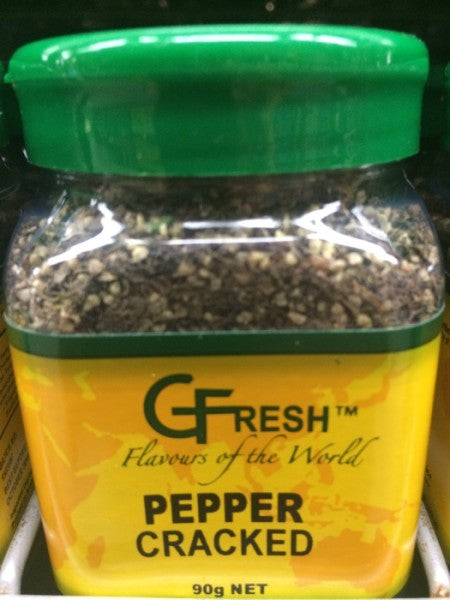 GFRESH™
Flavours of the World
PEPPER
CRACKED
90g NET